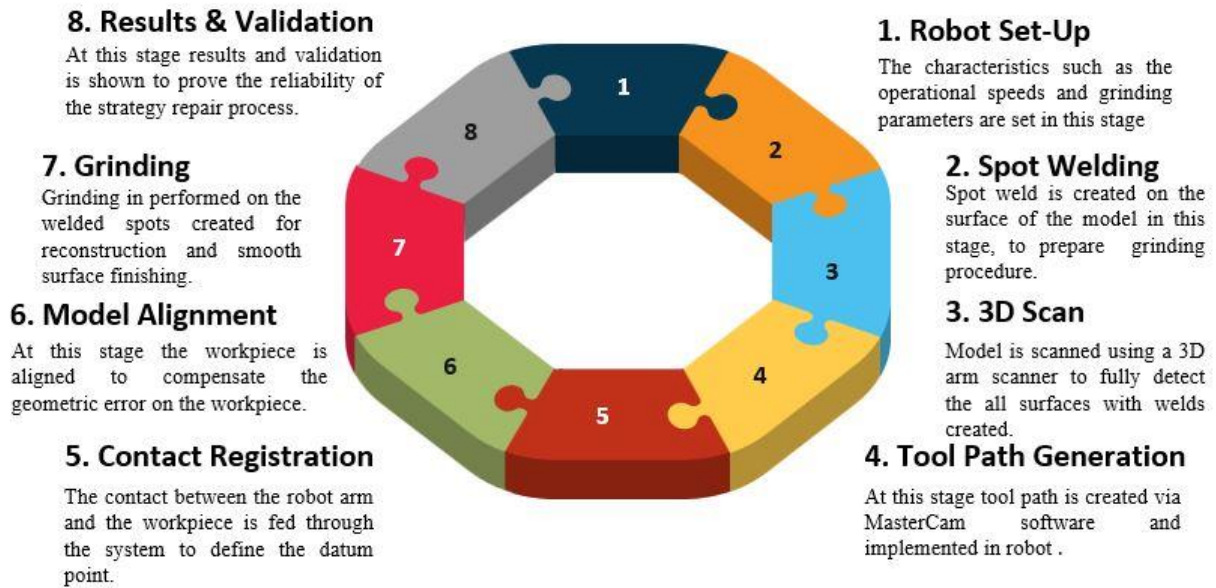 8. Results & Validation
At this stage results and validation
is shown to prove the reliability of
the strategy repair process.
1. Robot Set-Up
The characteristics such as the
operational speeds and grinding
parameters are set in this stage
7. Grinding
Grinding in performed on the
welded spots created for
reconstruction and smooth
surface finishing.
2. Spot Welding
Spot weld is created on the
surface of the model in this
stage, to prepare grinding
procedure.
6. Model Alignment
At this stage the workpiece is
aligned to compensate the
geometric error on the workpiece.
3. 3D Scan
Model is scanned using a 3D
arm scanner to fully detect
the all surfaces with welds
created.
5. Contact Registration
The contact between the robot arm
and the workpiece is fed through
the system to define the datum
point.
4. Tool Path Generation
At this stage tool path is created via
MasterCam software and
implemented in robot .
1
2
3
4
5
6
7
8